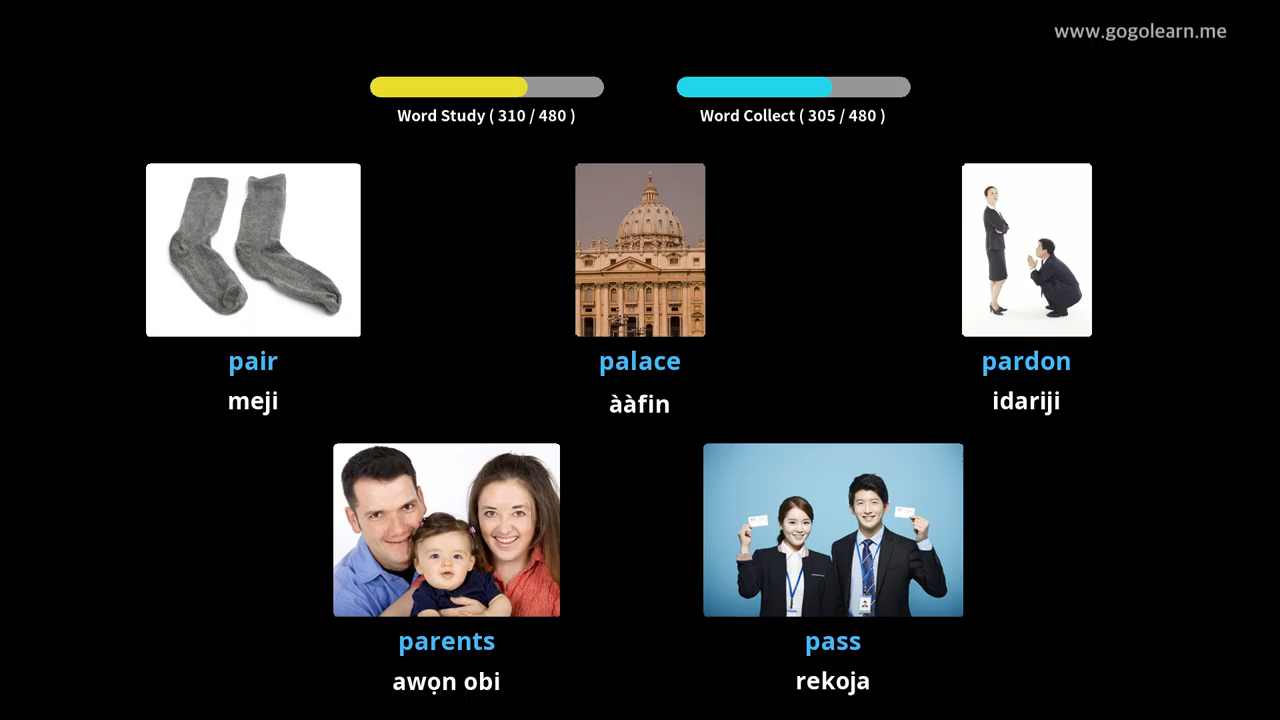 www.gogolearn.me
Word Study ( 310 / 480 )
Word Collect ( 305 / 480 )
pair
meji
palace
ààfin
pardon
idariji
parents
awọn obi
pass
rekoja